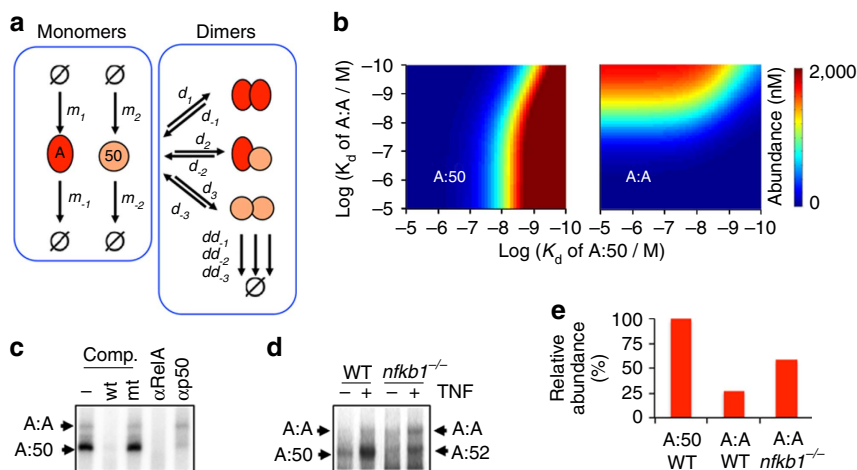 a
Monomers
Dimers
∅ ∅
m1 m2
A 50
m-1 m-2
∅ ∅
d1
d-1
d2
d-2
d3
d-3
dd-1
dd-2
dd-3
∅
b
Log (Kd of A:A / M)
–10
–9
–8
–7
–6
–5
A:50
A:A
–5 –6 –7 –8 –9 –10
–5 –6 –7 –8 –9 –10
Log (Kd of A:50 / M)
2,000
Abundance (nM)
0
c
Comp.
– wt mt αRelA αp50
A:A
A:50
d
WT nfkb1–/–
– + – + TNF
A:A A:A
A:50 A:52
e
Relative abundance (%)
100
75
50
25
0
A:50 A:A A:A
WT WT nfkb1–/–